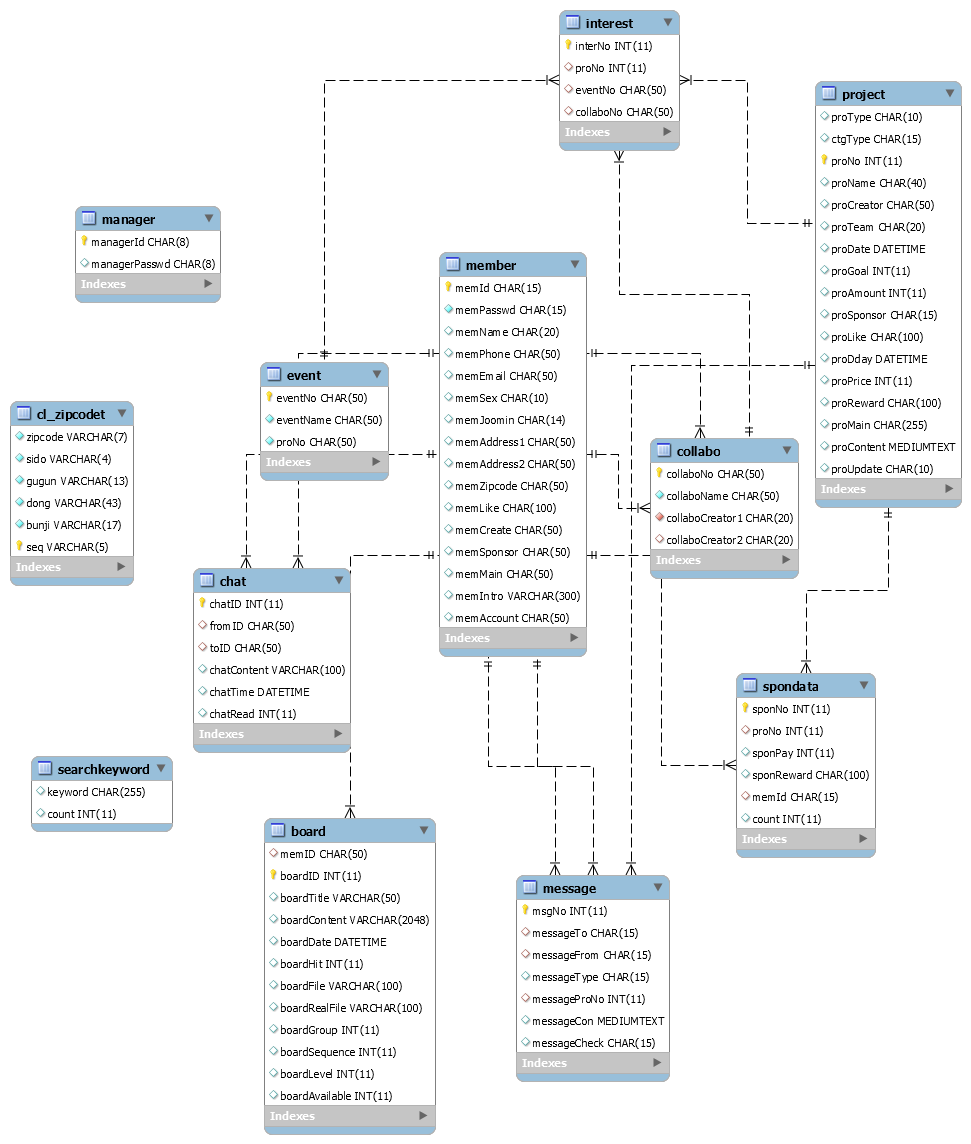 interest
interNo INT(11)
proNo INT(11)
eventNo CHAR(50)
collaboNo CHAR(50)
Indexes
project
proType CHAR(10)
ctgType CHAR(15)
proNo INT(11)
proName CHAR(40)
proCreator CHAR(50)
proTeam CHAR(20)
proDate DATETIME
proGoal INT(11)
proAmount INT(11)
proSponsor CHAR(15)
proLike CHAR(100)
proDday DATETIME
proPrice INT(11)
proReward CHAR(100)
proMain CHAR(255)
proContent MEDIUMTEXT
proUpdate CHAR(10)
Indexes
manager
managerId CHAR(8)
managerPasswd CHAR(8)
Indexes
member
memId CHAR(15)
memPasswd CHAR(15)
memName CHAR(20)
memPhone CHAR(50)
memEmail CHAR(50)
memSex CHAR(10)
memJoomin CHAR(14)
memAddress1 CHAR(50)
memAddress2 CHAR(50)
memZipcode CHAR(50)
memLike CHAR(100)
memCreate CHAR(50)
memSponsor CHAR(50)
memMain CHAR(50)
memIntro VARCHAR(300)
memAccount CHAR(50)
Indexes
event
eventNo CHAR(50)
eventName CHAR(50)
proNo CHAR(50)
Indexes
cl_zipcodet
zipcode VARCHAR(7)
sido VARCHAR(4)
gugun VARCHAR(13)
dong VARCHAR(43)
bunji VARCHAR(17)
seq VARCHAR(5)
Indexes
collabo
collaboNo CHAR(50)
collaboName CHAR(50)
collaboCreator1 CHAR(20)
collaboCreator2 CHAR(20)
Indexes
chat
chatID INT(11)
fromID CHAR(50)
toID CHAR(50)
chatContent VARCHAR(100)
chatTime DATETIME
chatRead INT(11)
Indexes
spondata
sponNo INT(11)
proNo INT(11)
sponPay INT(11)
sponReward CHAR(100)
memId CHAR(15)
count INT(11)
Indexes
searchkeyword
keyword CHAR(255)
count INT(11)
board
memID CHAR(50)
boardID INT(11)
boardTitle VARCHAR(50)
boardContent VARCHAR(2048)
boardDate DATETIME
boardHit INT(11)
boardFile VARCHAR(100)
boardRealFile VARCHAR(100)
boardGroup INT(11)
boardSequence INT(11)
boardLevel INT(11)
boardAvailable INT(11)
Indexes
message
msgNo INT(11)
messageTo CHAR(15)
messageFrom CHAR(15)
messageType CHAR(15)
messageProNo INT(11)
messageCon MEDIUMTEXT
messageCheck CHAR(15)
Indexes